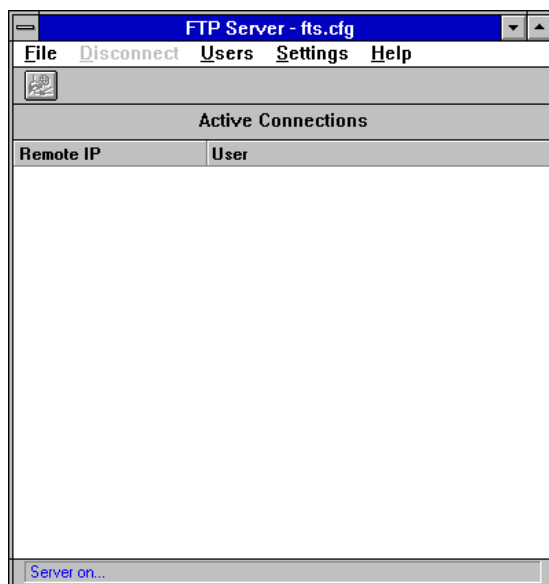 FTP Server - fts.cfg
File Disconnect Users Settings Help
Active Connections
Remote IP User
Server on...